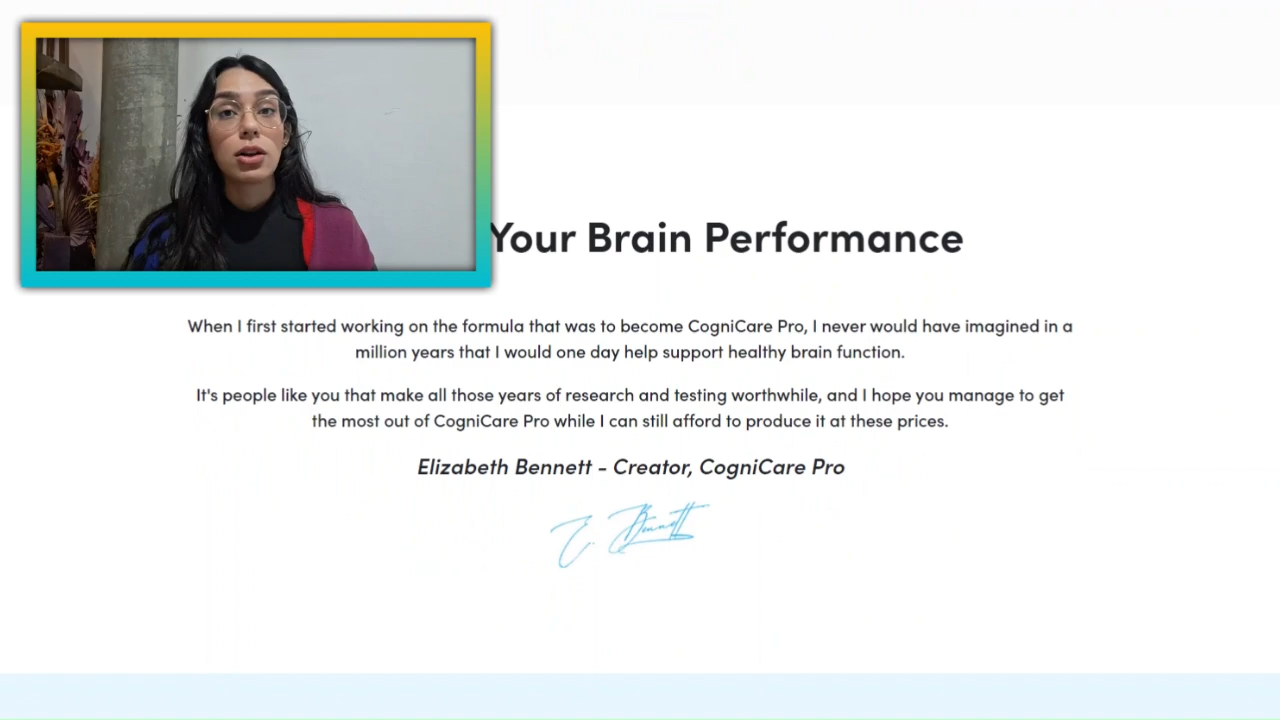 Your Brain Performance
When I first started working on the formula that was to become CogniCare Pro, I never would have imagined in a
million years that I would one day help support healthy brain function.
It's people like you that make all those years of research and testing worthwhile, and I hope you manage to get
the most out of CogniCare Pro while I can still afford to produce it at these prices.
Elizabeth Bennett - Creator, CogniCare Pro
E. Bennett